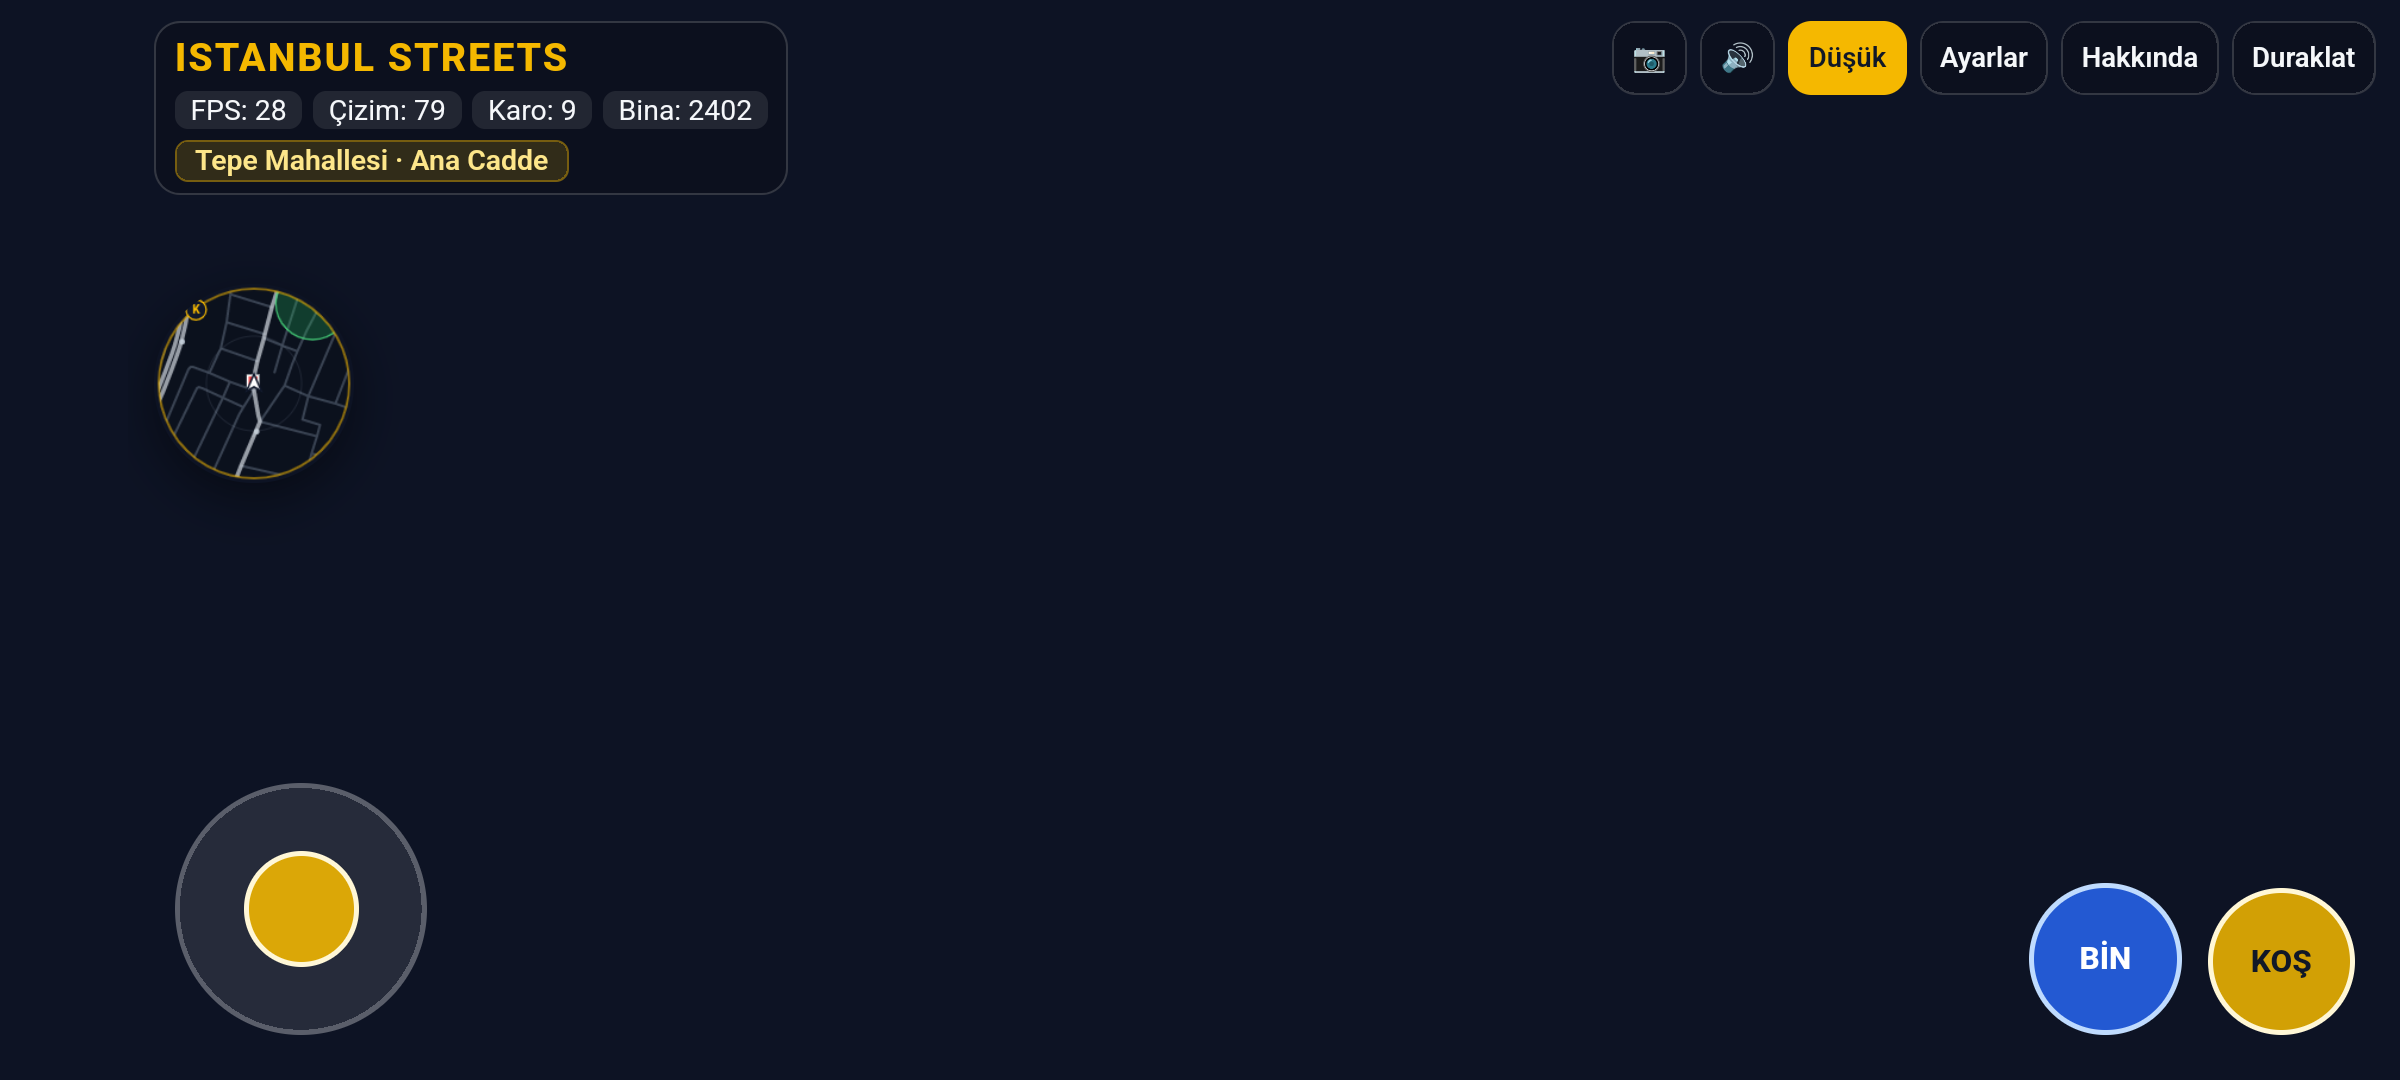 ISTANBUL STREETS
FPS: 28 Çizim: 79 Karo: 9 Bina: 2402
Tepe Mahallesi · Ana Cadde
Düşük Ayarlar Hakkında Duraklat
K
BİN KOŞ